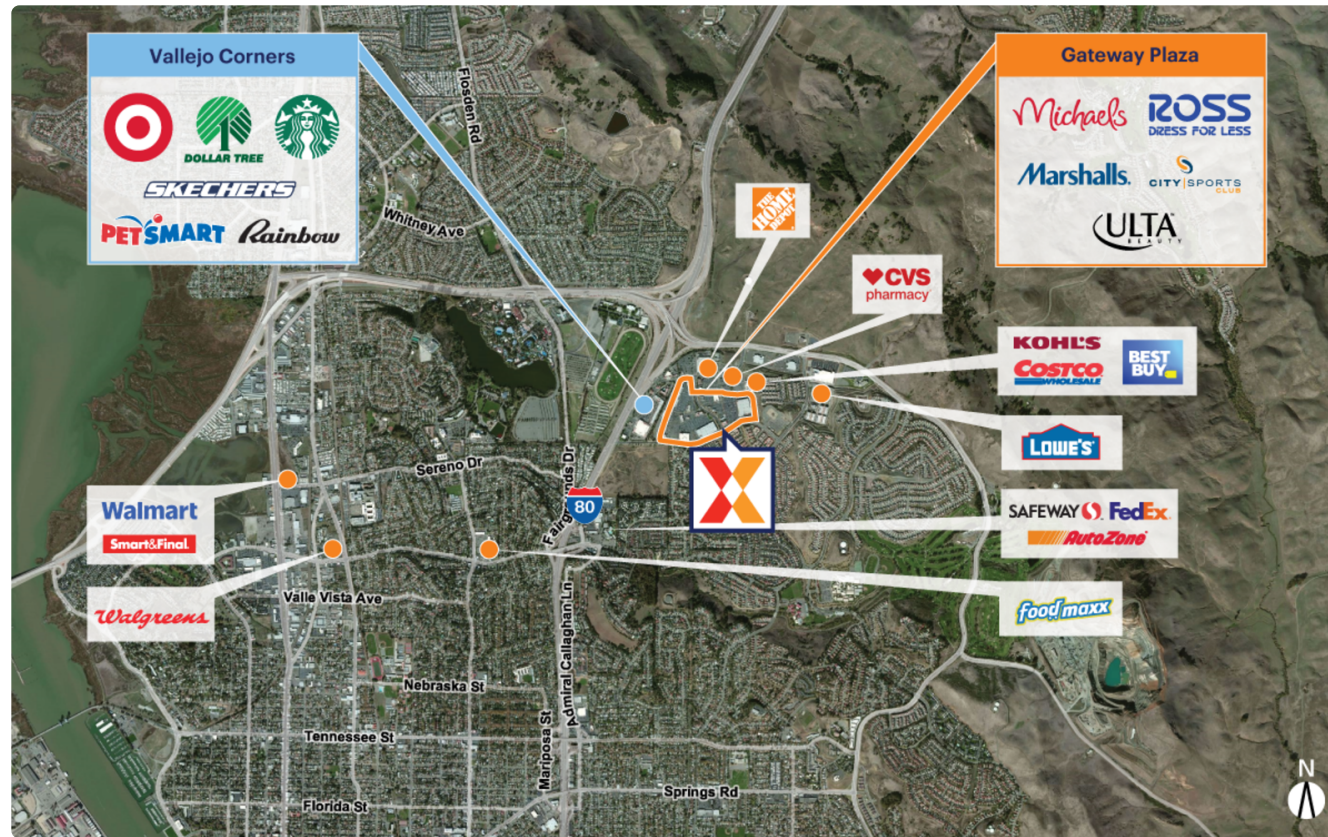 Vallejo Corners
DOLLAR TREE
SKECHERS
PETSMART Rainbow
Gateway Plaza
Michaels ROSS
DRESS FOR LESS
Marshalls. CITY SPORTS
CLUB
ULTA
BEAUTY
Flosden Rd
Whitney Ave
THE
HOME
DEPOT
CVS
pharmacy
KOHL'S
COSTCO
WHOLESALE
BEST
BUY
LOWE'S
Sereno Dr
Fairgrounds Dr
80
Walmart
Smart&Final
SAFEWAY FedEx
AutoZone
Walgreens
Valle Vista Ave
foodmaxx
Admiral Callaghan Ln
Nebraska St
Mariposa St
Tennessee St
Springs Rd
Florida St
N